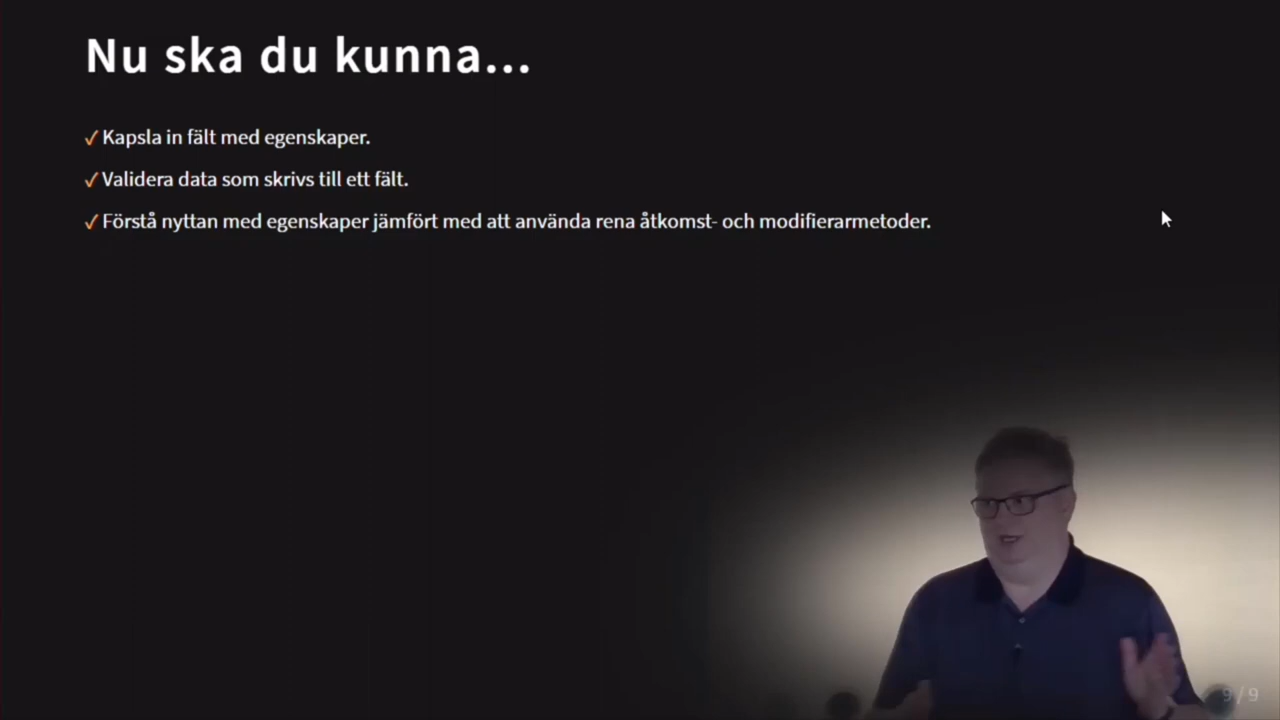 Nu ska du kunna...
✓ Kapsla in fält med egenskaper.
✓ Validera data som skrivs till ett fält.
✓ Förstå nyttan med egenskaper jämfört med att använda rena åtkomst- och modifierarmetoder.
9 / 9